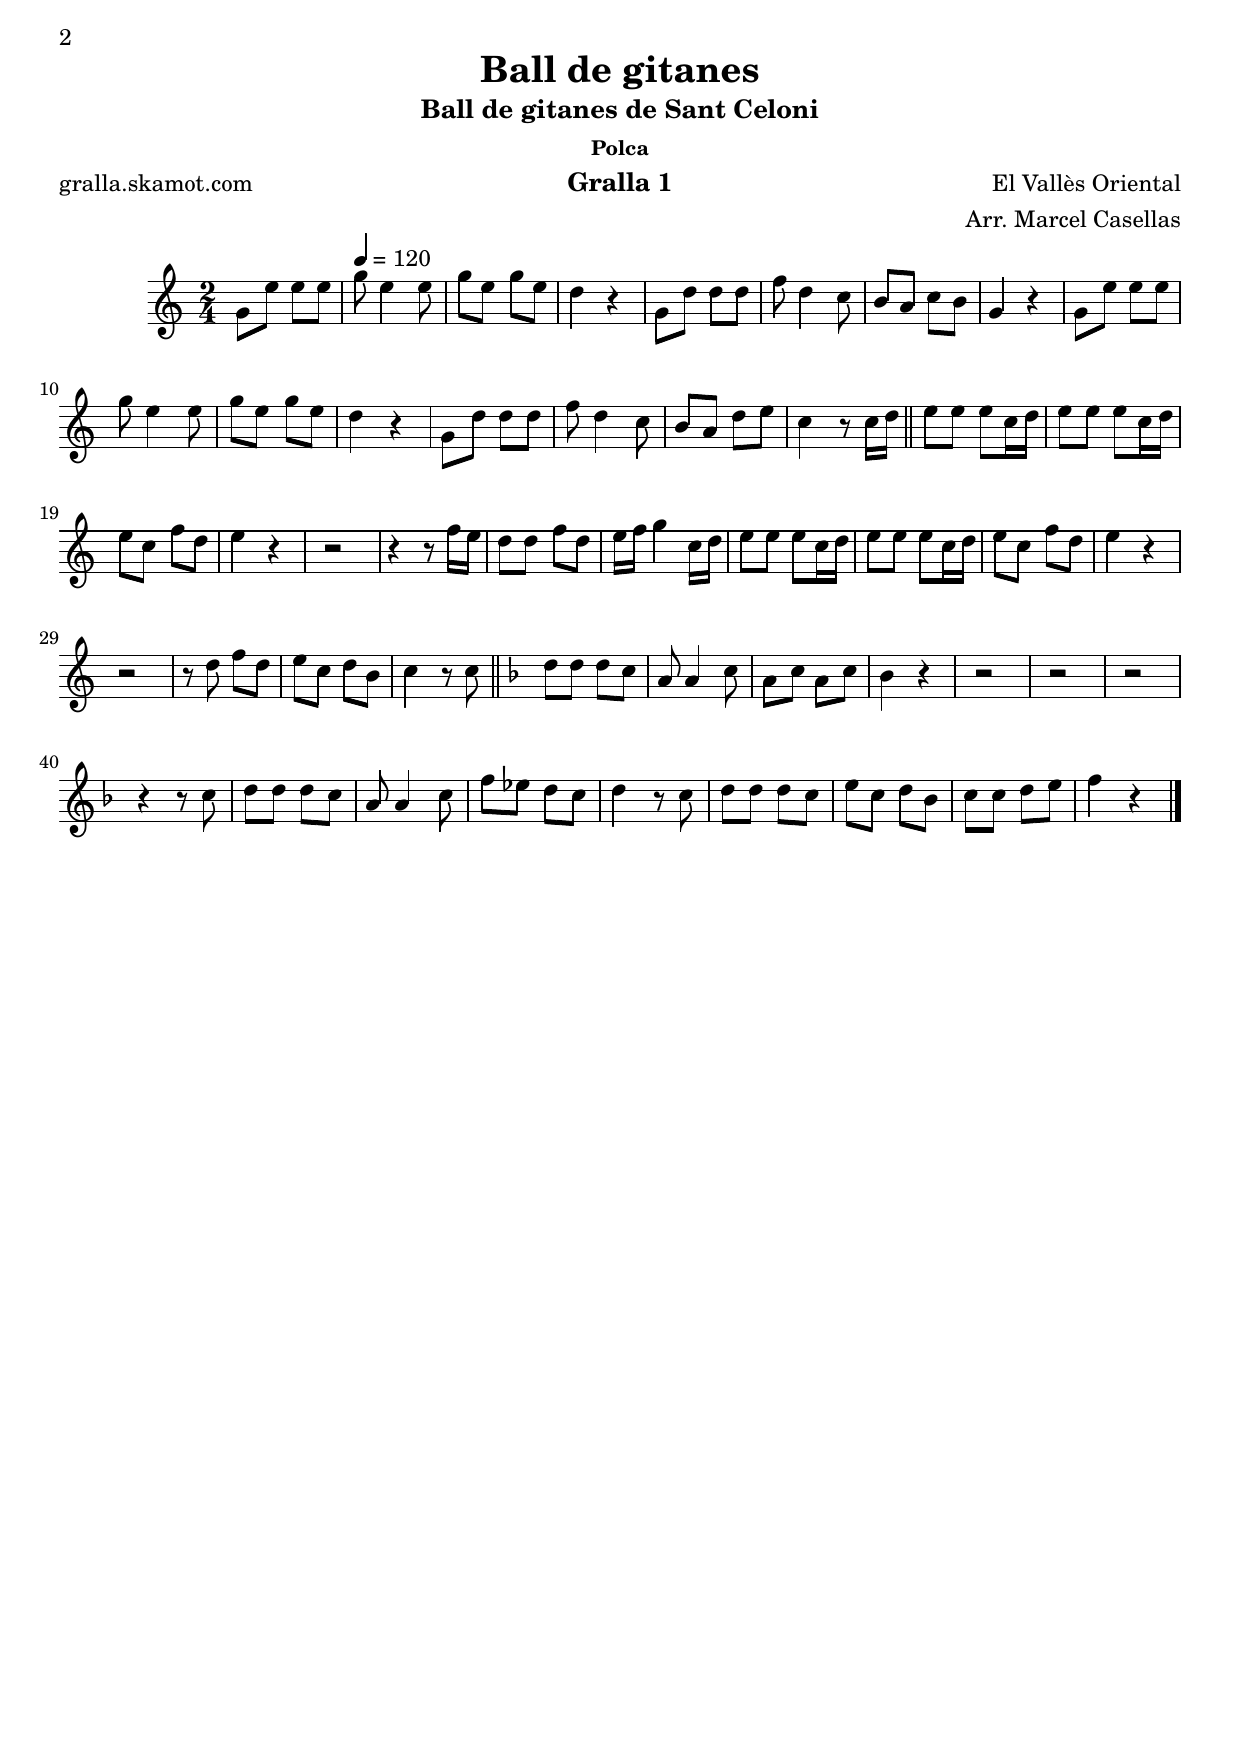 2
Ball de gitanes
Ball de gitanes de Sant Celoni
Polca
gralla.skamot.com Gralla 1 El Vallès Oriental
Arr. Marcel Casellas
= 120
2
4
10
19
29
40